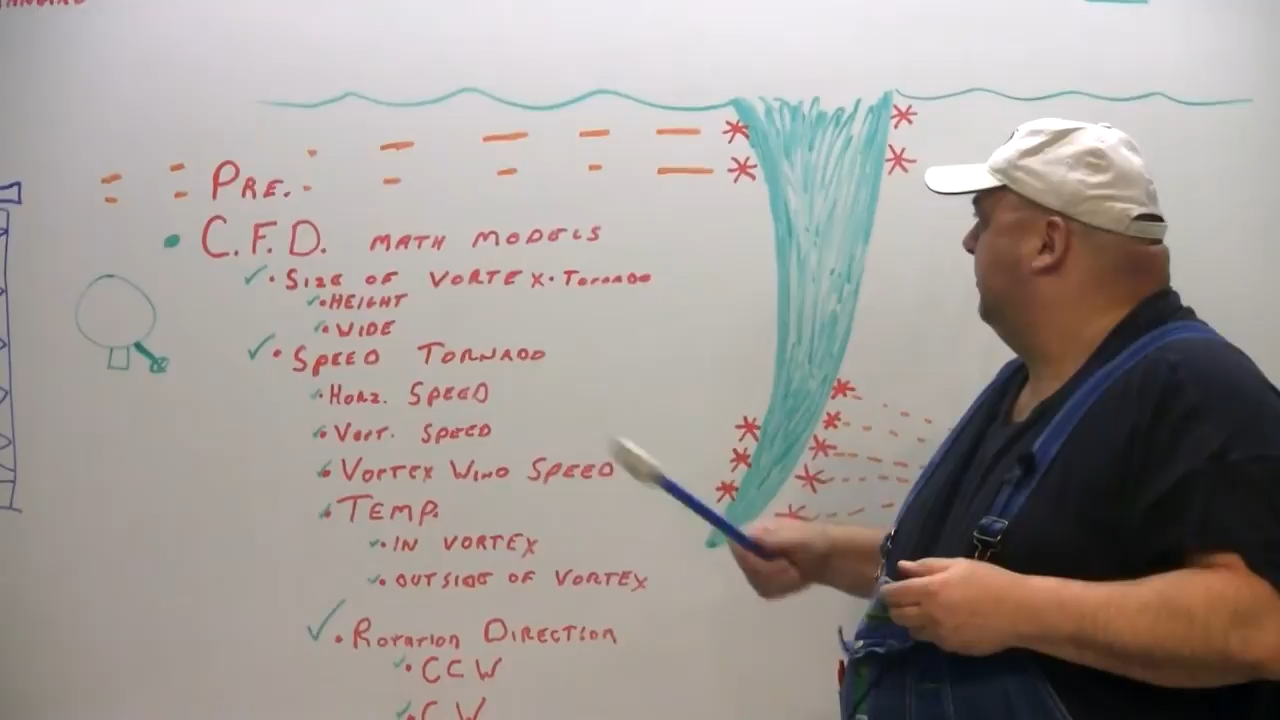 PRE.
C.F.D. MATH MODELS
SIZE OF VORTEX-TORNADO
HEIGHT
WIDE
SPEED TORNADO
HORZ. SPEED
VERT. SPEED
VORTEX WIND SPEED
TEMP.
IN VORTEX
OUTSIDE OF VORTEX
ROTATION DIRECTION
CCW
CW